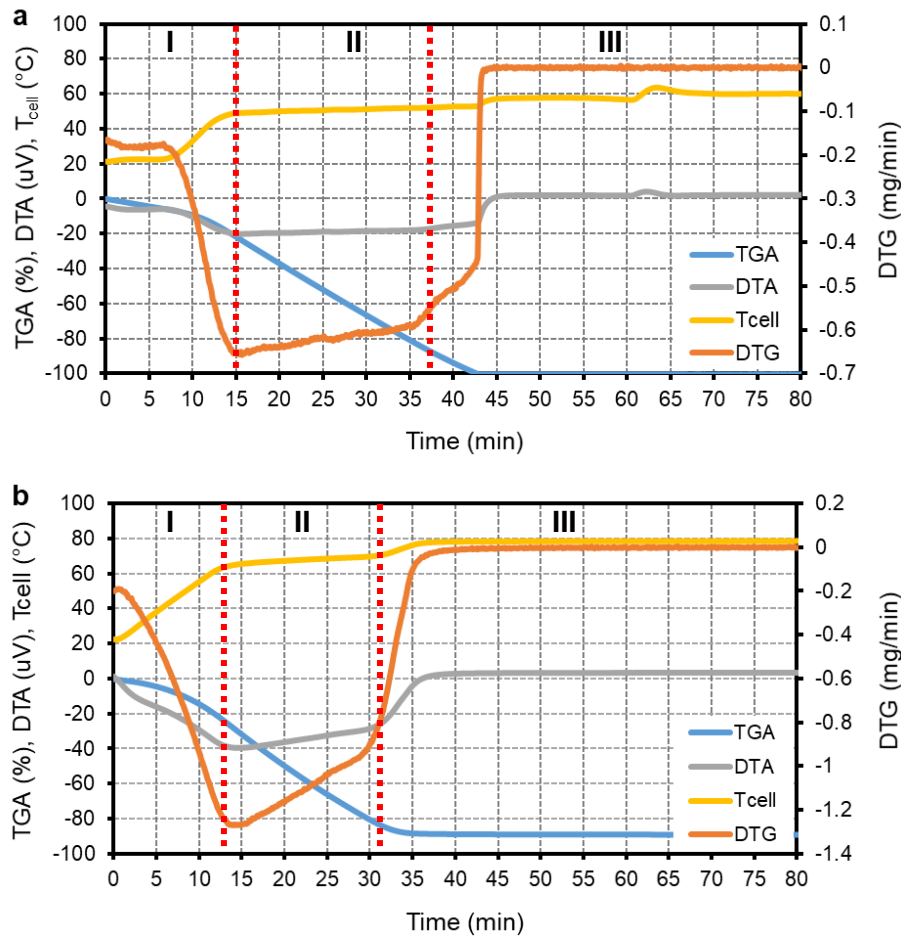 a
I II III
TGA (%), DTA (uV), Tcell (°C)
100
80
60
40
20
0
-20
-40
-60
-80
-100
0.1
0
-0.1
-0.2
-0.3
-0.4
-0.5
-0.6
-0.7
DTG (mg/min)
TGA
DTA
Tcell
DTG
0 5 10 15 20 25 30 35 40 45 50 55 60 65 70 75 80
Time (min)
b
I II III
TGA (%), DTA (uV), Tcell (°C)
100
80
60
40
20
0
-20
-40
-60
-80
-100
0.2
0
-0.2
-0.4
-0.6
-0.8
-1
-1.2
-1.4
DTG (mg/min)
TGA
DTA
Tcell
DTG
0 5 10 15 20 25 30 35 40 45 50 55 60 65 70 75 80
Time (min)